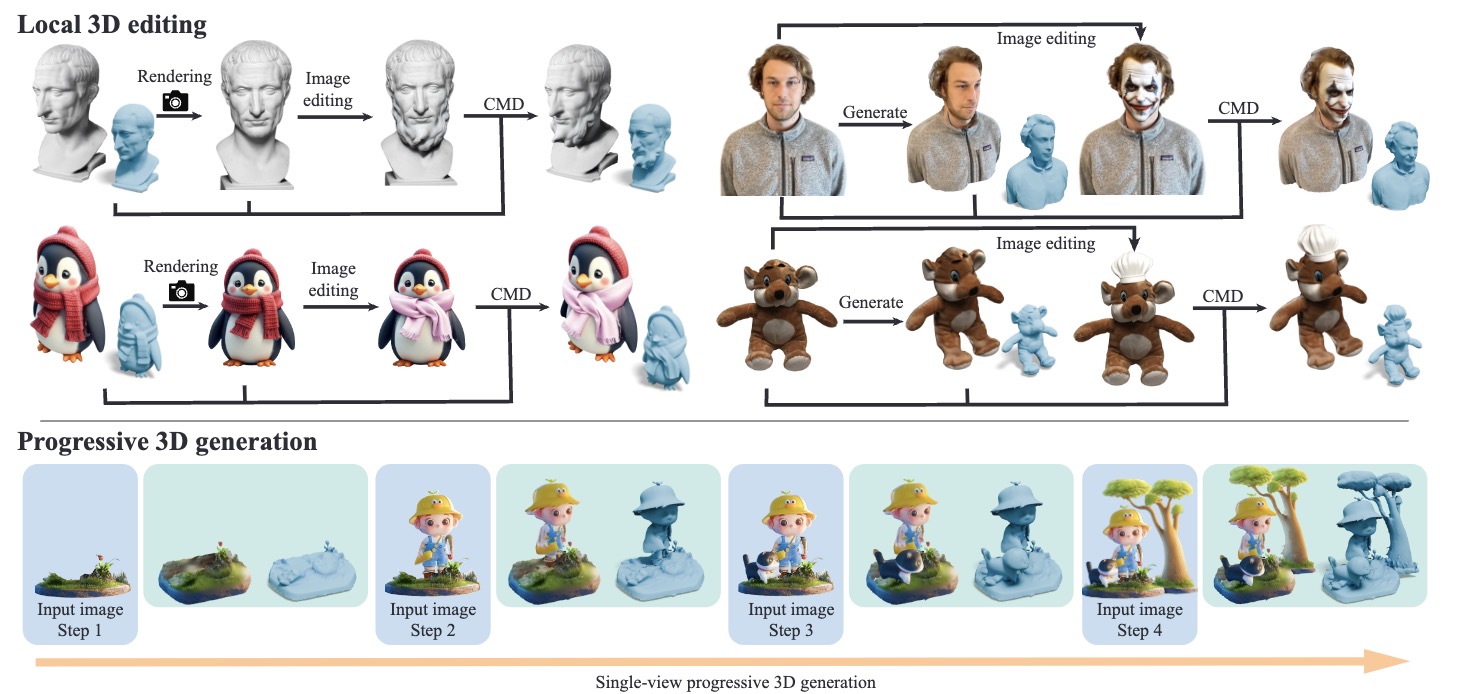 Local 3D editing
Rendering
Image
editing
CMD
Image editing
Generate
CMD
Rendering
Image
editing
CMD
Image editing
Generate
CMD
Progressive 3D generation
Input image
Step 1
Input image
Step 2
Input image
Step 3
Input image
Step 4
Single-view progressive 3D generation